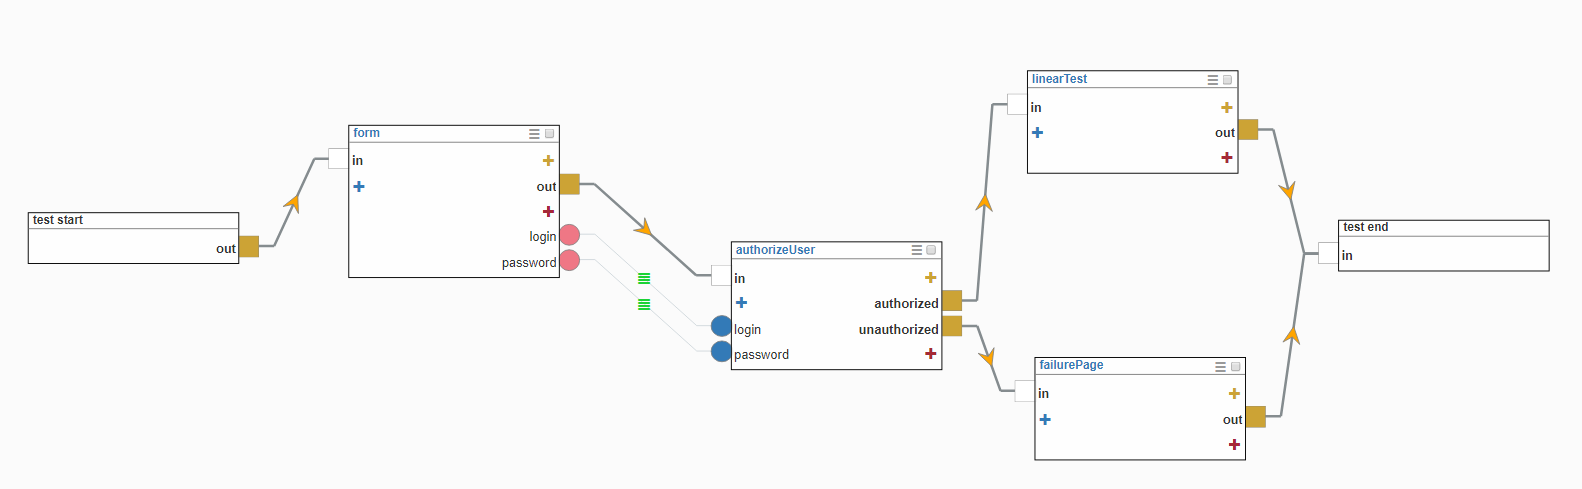 test start
out
form
in
out
login
password
authorizeUser
in
authorized
login
unauthorized
password
linearTest
in
out
failurePage
in
out
test end
in